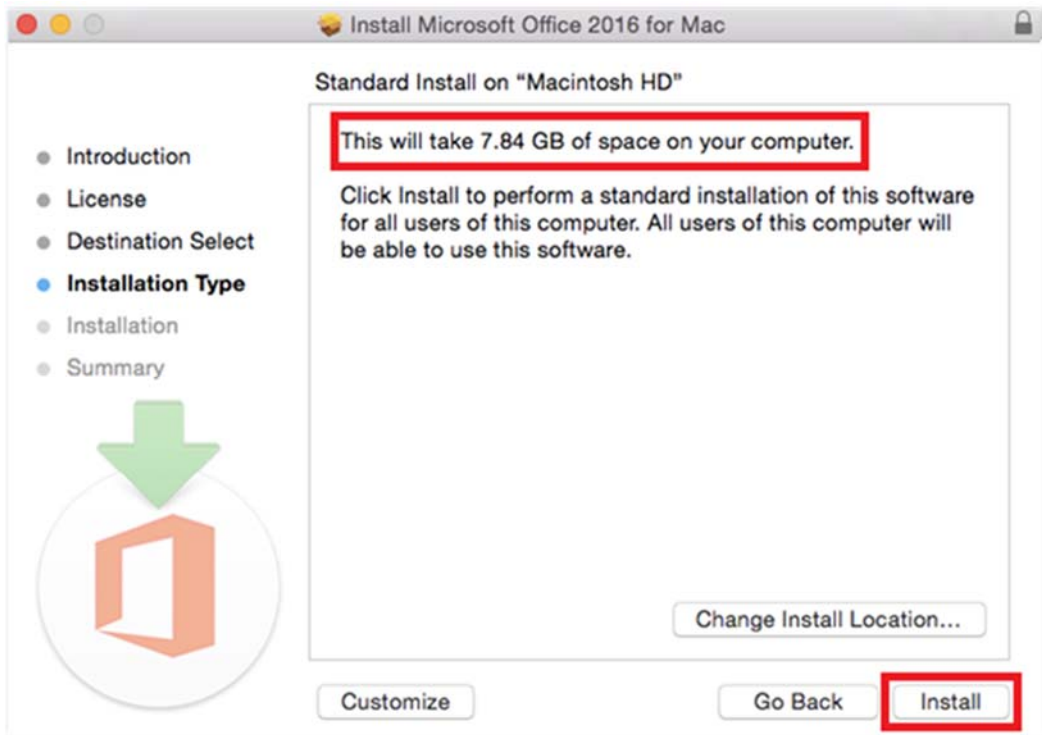 Install Microsoft Office 2016 for Mac
Standard Install on “Macintosh HD”
Introduction
License
Destination Select
Installation Type
Installation
Summary
This will take 7.84 GB of space on your computer.
Click Install to perform a standard installation of this software
for all users of this computer. All users of this computer will
be able to use this software.
Change Install Location...
Customize
Go Back
Install